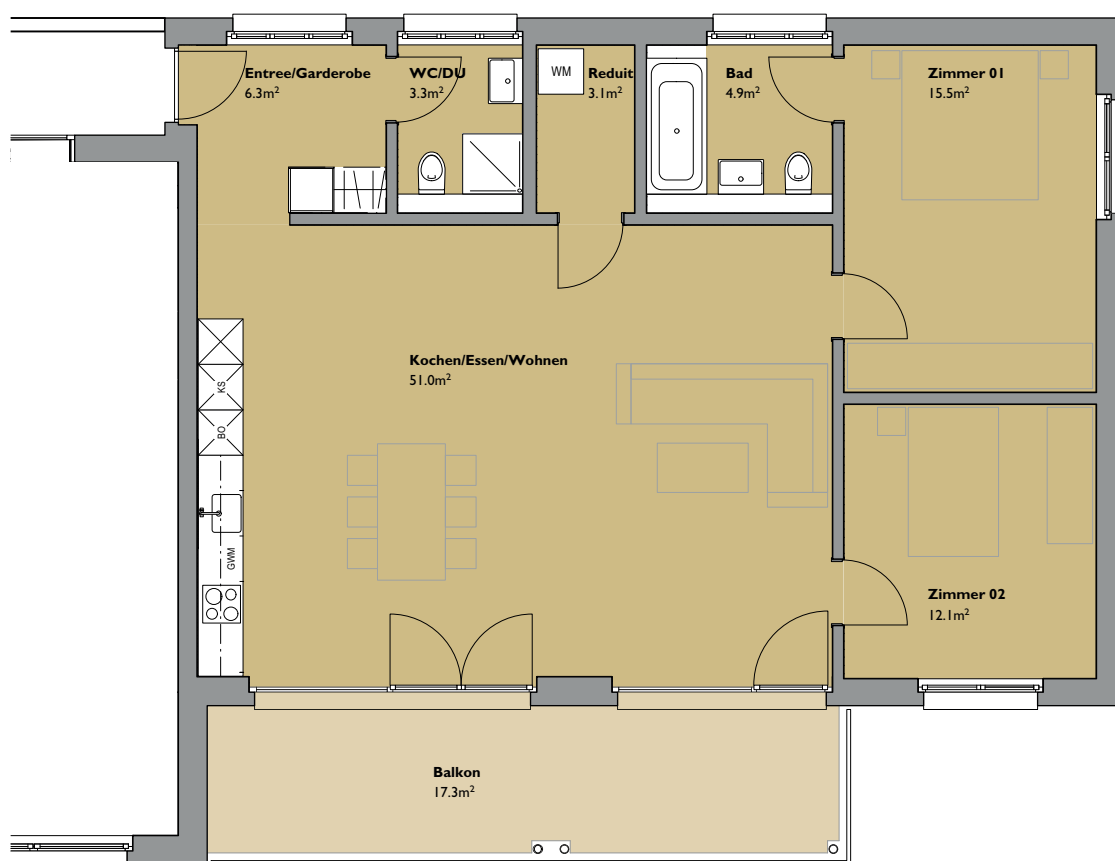 Entree/Garderobe
6.3m²
WC/DU
3.3m²
WM
Reduit
3.1m²
Bad
4.9m²
Zimmer 01
15.5m²
Kochen/Essen/Wohnen
51.0m²
KS
BO
GWM
Zimmer 02
12.1m²
Balkon
17.3m²